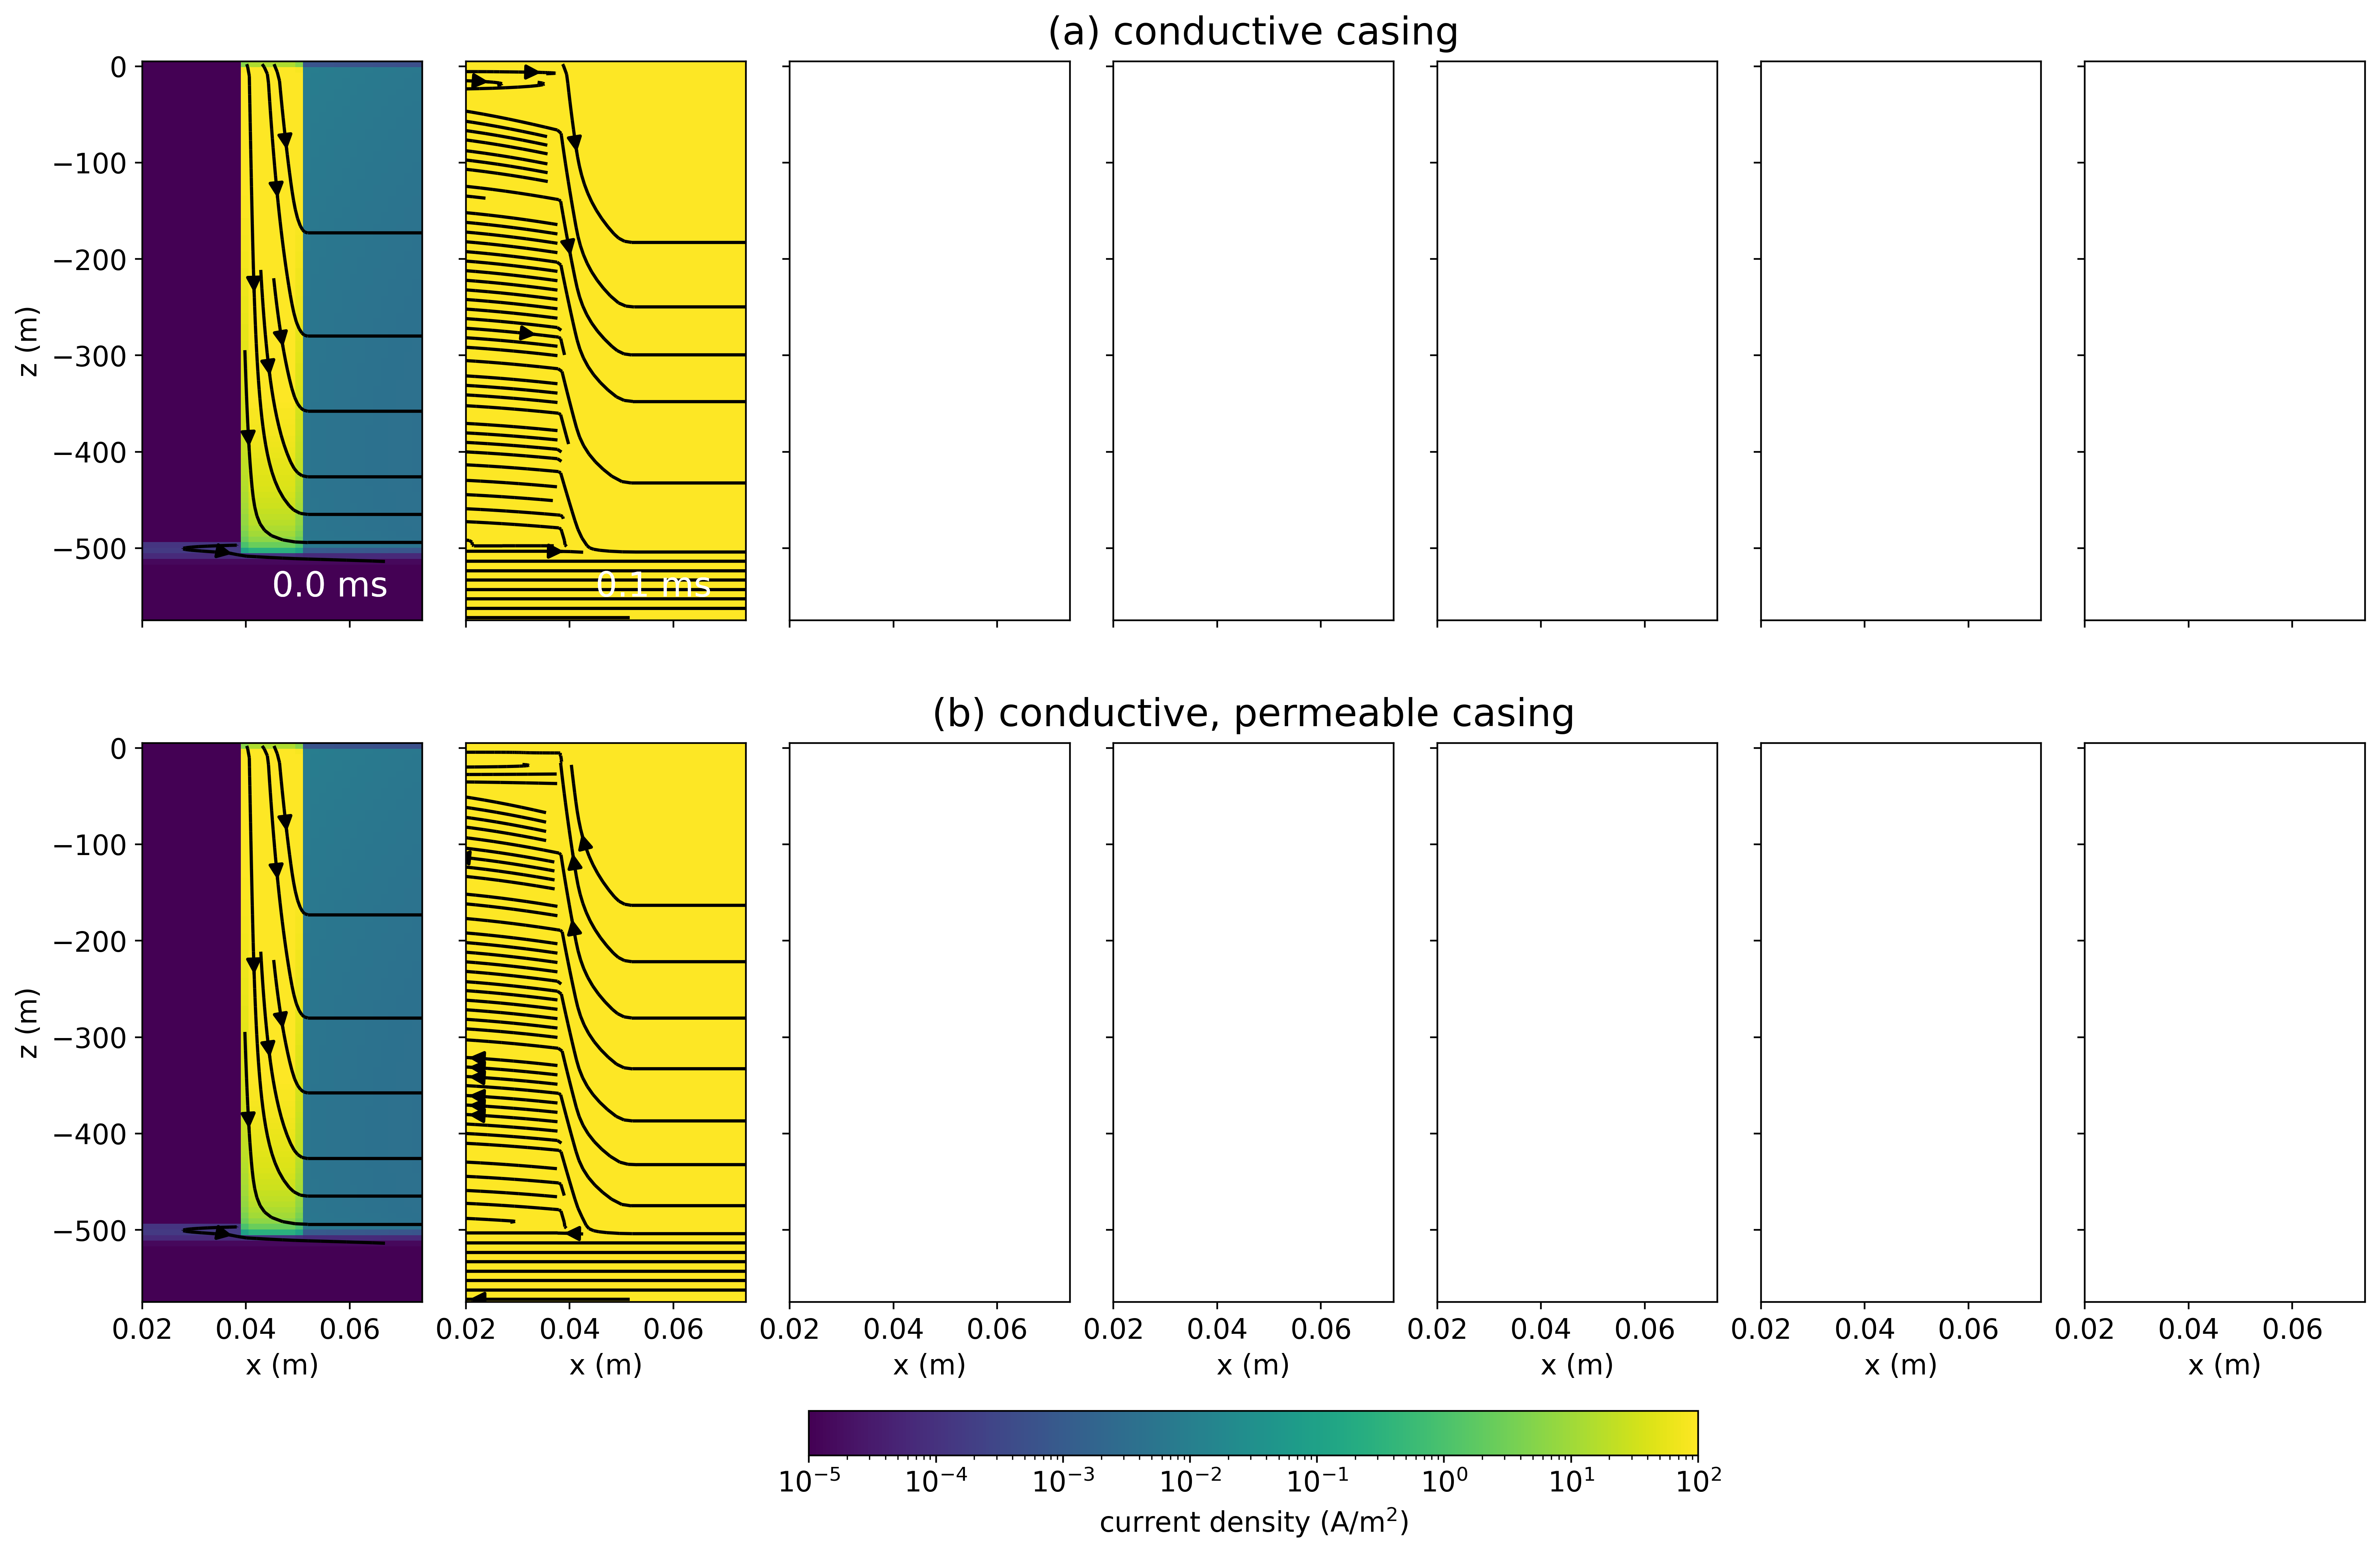 (a) conductive casing
0
−100
−200
−300
−400
−500
z (m)
0.0 ms
0.1 ms
(b) conductive, permeable casing
0
−100
−200
−300
−400
−500
z (m)
0.02 0.04 0.06 0.02 0.04 0.06 0.02 0.04 0.06 0.02 0.04 0.06 0.02 0.04 0.06 0.02 0.04 0.06 0.02 0.04 0.06
x (m) x (m) x (m) x (m) x (m) x (m) x (m)
10⁻⁵ 10⁻⁴ 10⁻³ 10⁻² 10⁻¹ 10⁰ 10¹ 10²
current density (A/m²)